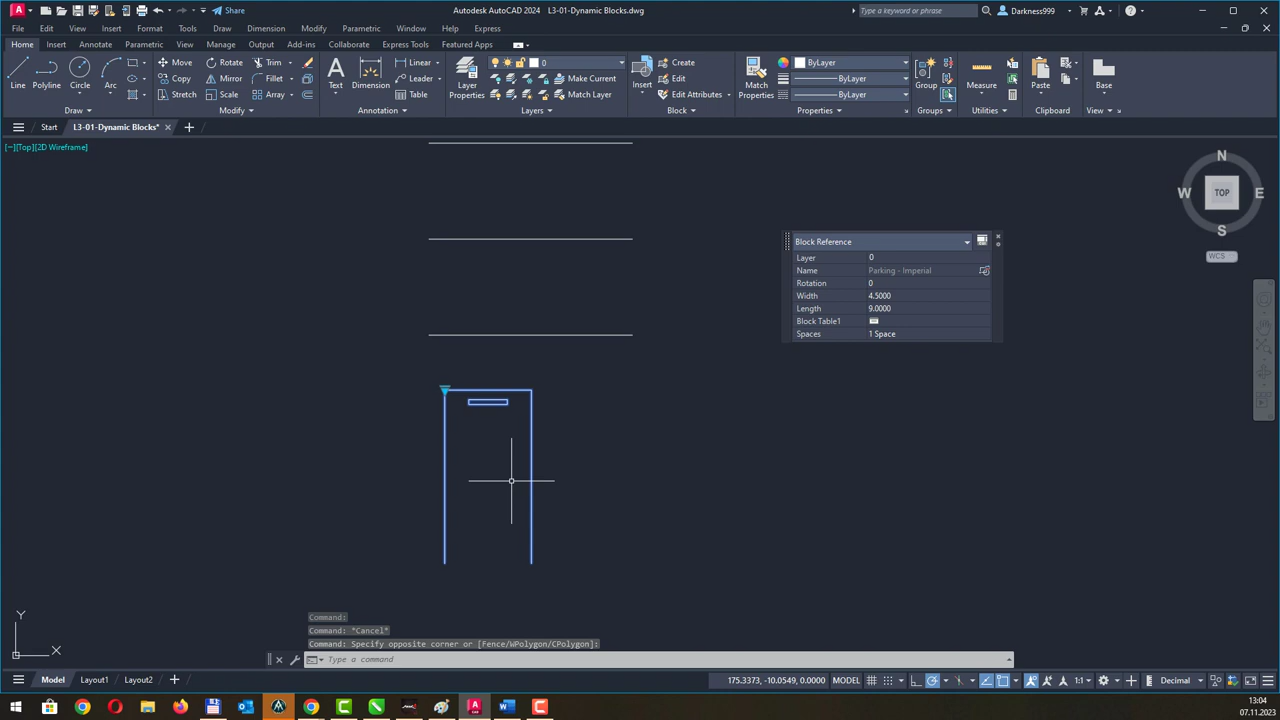 Share
Autodesk AutoCAD 2024
L3-01-Dynamic Blocks.dwg
Type a keyword or phrase
Darkness999
File
Edit
View
Insert
Format
Tools
Draw
Dimension
Modify
Parametric
Window
Help
Express
Home
Insert
Annotate
Parametric
View
Manage
Output
Add-ins
Collaborate
Express Tools
Featured Apps
Line
Polyline
Circle
Arc
Move
Rotate
Trim
Copy
Mirror
Fillet
Stretch
Scale
Array
Text
Dimension
Linear
Leader
Table
Layer
Properties
0
Make Current
Match Layer
Insert
Create
Edit
Edit Attributes
Match
Properties
ByLayer
ByLayer
ByLayer
Group
Measure
Paste
Base
Draw
Modify
Annotation
Layers
Block
Properties
Groups
Utilities
Clipboard
View
Start
L3-01-Dynamic Blocks*
[−][Top][2D Wireframe]
N
W
TOP
E
S
WCS
Block Reference
Layer 0
Name Parking - Imperial
Rotation 0
Width 4.5000
Length 9.0000
Block Table1
Spaces 1 Space
Y
X
Command:
Command: *Cancel*
Command: Specify opposite corner or [Fence/WPolygon/CPolygon]:
Type a command
Model
Layout1
Layout2
175.3373, -10.0549, 0.0000
MODEL
1:1
Decimal
13:04
07.11.2023